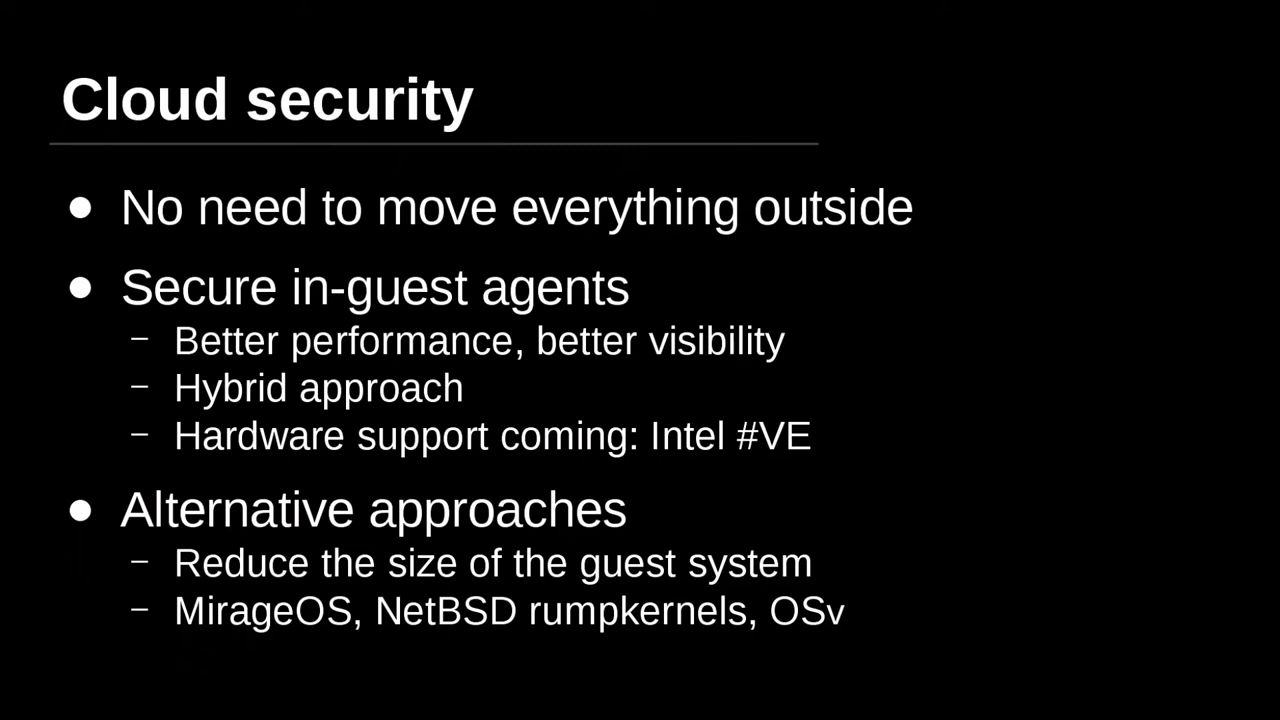 Cloud security
● No need to move everything outside
● Secure in-guest agents
– Better performance, better visibility
– Hybrid approach
– Hardware support coming: Intel #VE
● Alternative approaches
– Reduce the size of the guest system
– MirageOS, NetBSD rumpkernels, OSv